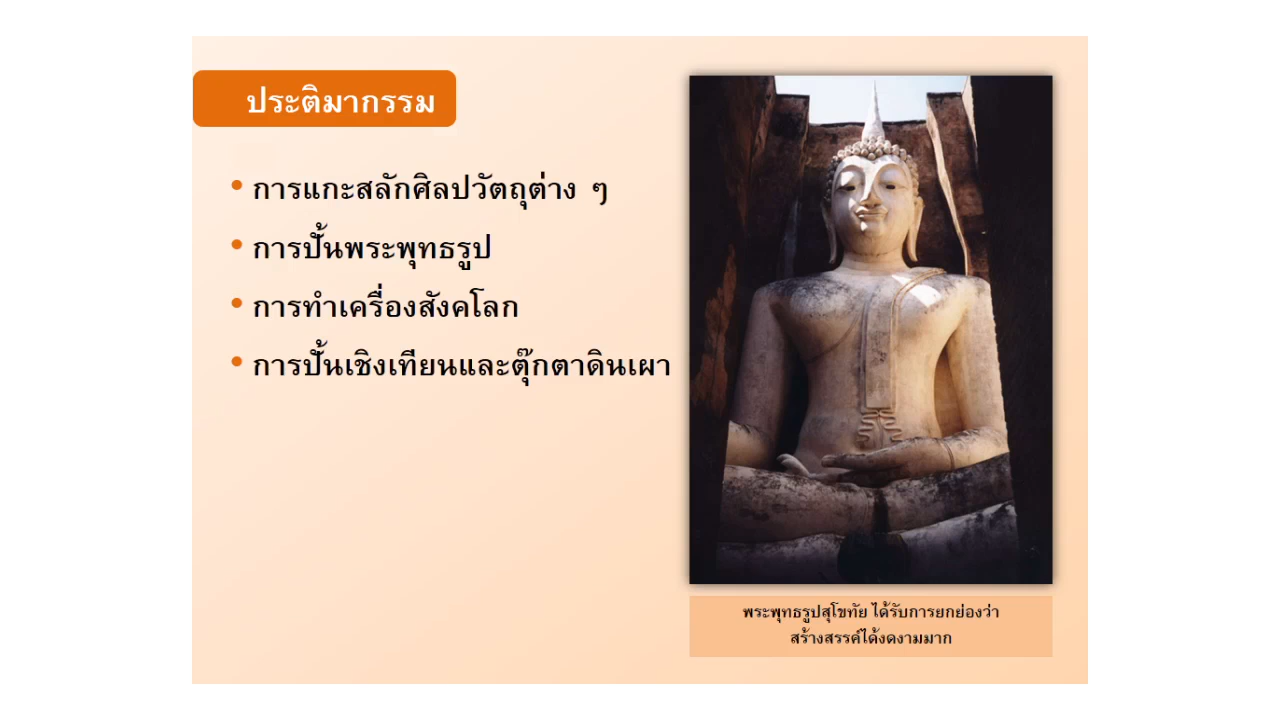 ประติมากรรม
• การแกะสลักศิลปวัตถุต่าง ๆ
• การปั้นพระพุทธรูป
• การทำเครื่องสังคโลก
• การปั้นเชิงเทียนและตุ๊กตาดินเผา
พระพุทธรูปสุโขทัย ได้รับการยกย่องว่า
สร้างสรรค์ได้งดงามมาก